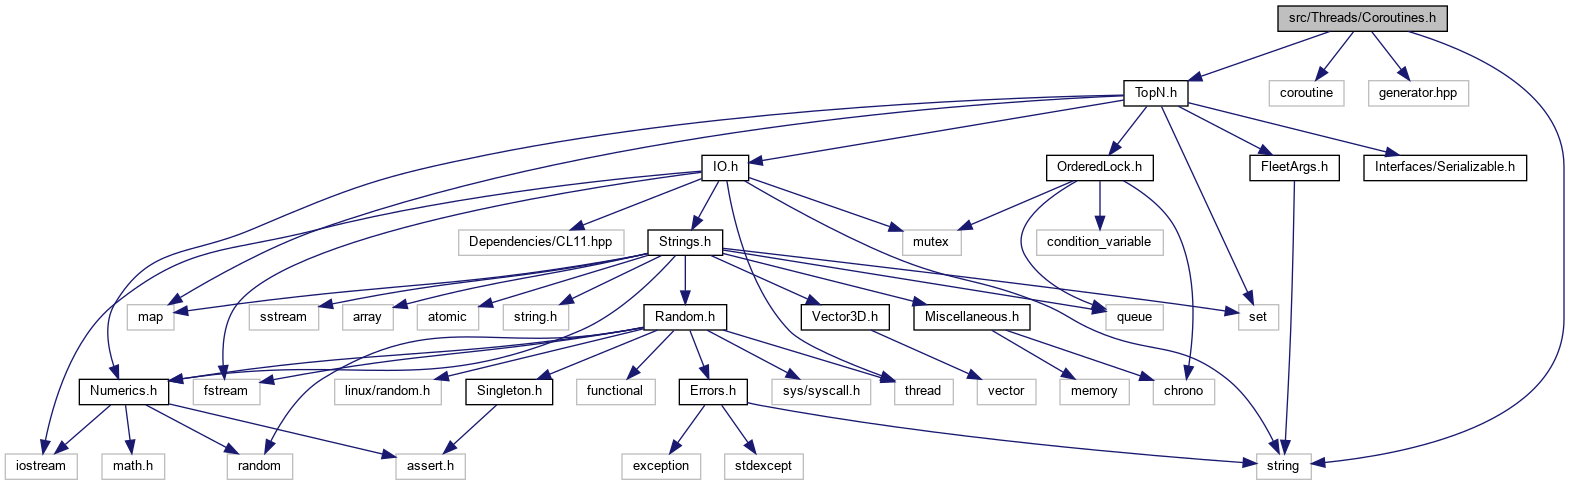 src/Threads/Coroutines.h
TopN.h
coroutine
generator.hpp
IO.h
OrderedLock.h
FleetArgs.h
Interfaces/Serializable.h
Dependencies/CL11.hpp
Strings.h
mutex
condition_variable
map
sstream
array
atomic
string.h
Random.h
Vector3D.h
Miscellaneous.h
queue
set
Numerics.h
fstream
linux/random.h
Singleton.h
functional
Errors.h
sys/syscall.h
thread
vector
memory
chrono
iostream
math.h
random
assert.h
exception
stdexcept
string